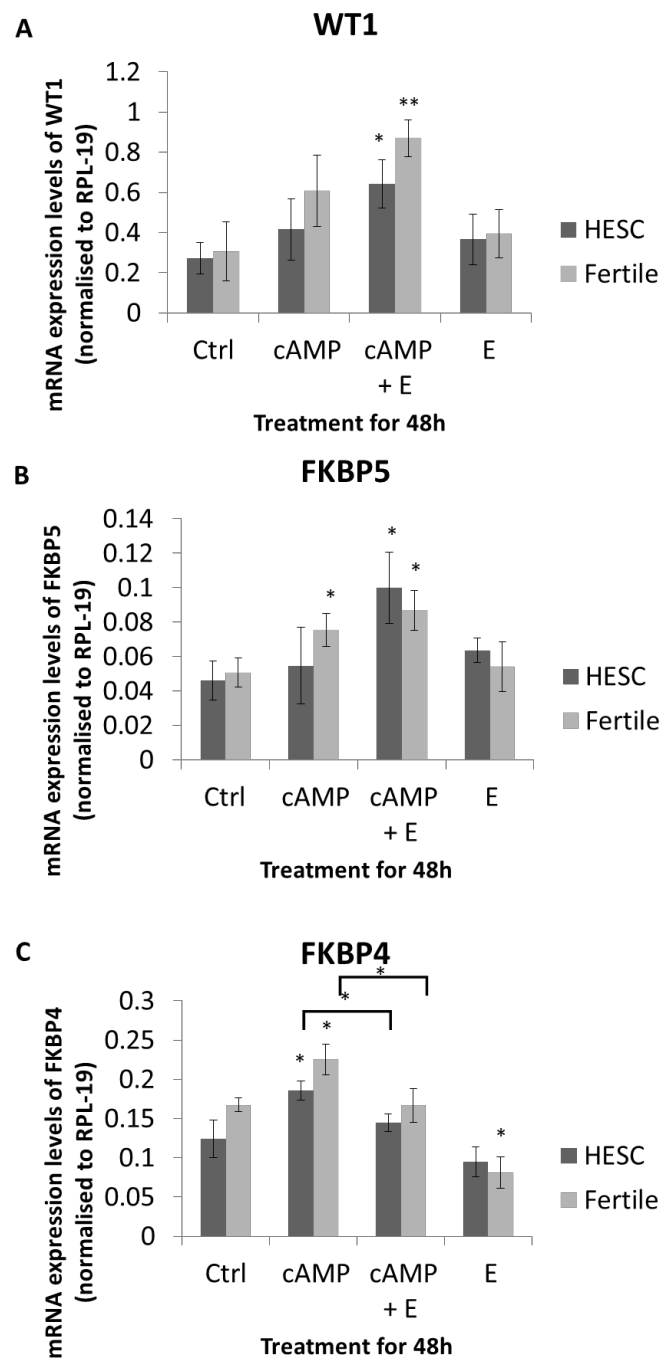 A
WT1
mRNA expression levels of WT1
(normalised to RPL-19)
1.2
1
0.8
0.6
0.4
0.2
0
*
**
Ctrl
cAMP
cAMP
+ E
E
Treatment for 48h
HESC
Fertile
B
FKBP5
mRNA expression levels of FKBP5
(normalised to RPL-19)
0.14
0.12
0.1
0.08
0.06
0.04
0.02
0
*
*
*
Ctrl
cAMP
cAMP
+ E
E
Treatment for 48h
HESC
Fertile
C
FKBP4
mRNA expression levels of FKBP4
(normalised to RPL-19)
0.3
0.25
0.2
0.15
0.1
0.05
0
*
*
*
*
*
Ctrl
cAMP
cAMP
+ E
E
Treatment for 48h
HESC
Fertile